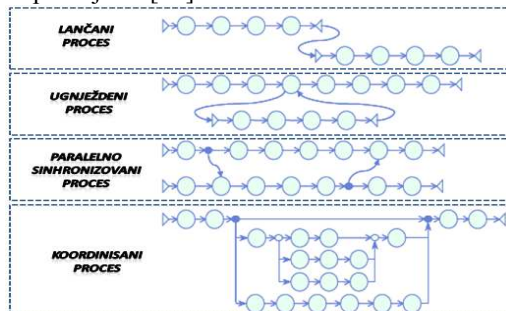 LANČANI
PROCES
UGNJEŽDENI
PROCES
PARALELNO
SINHRONIZOVANI
PROCES
KOORDINISANI
PROCES